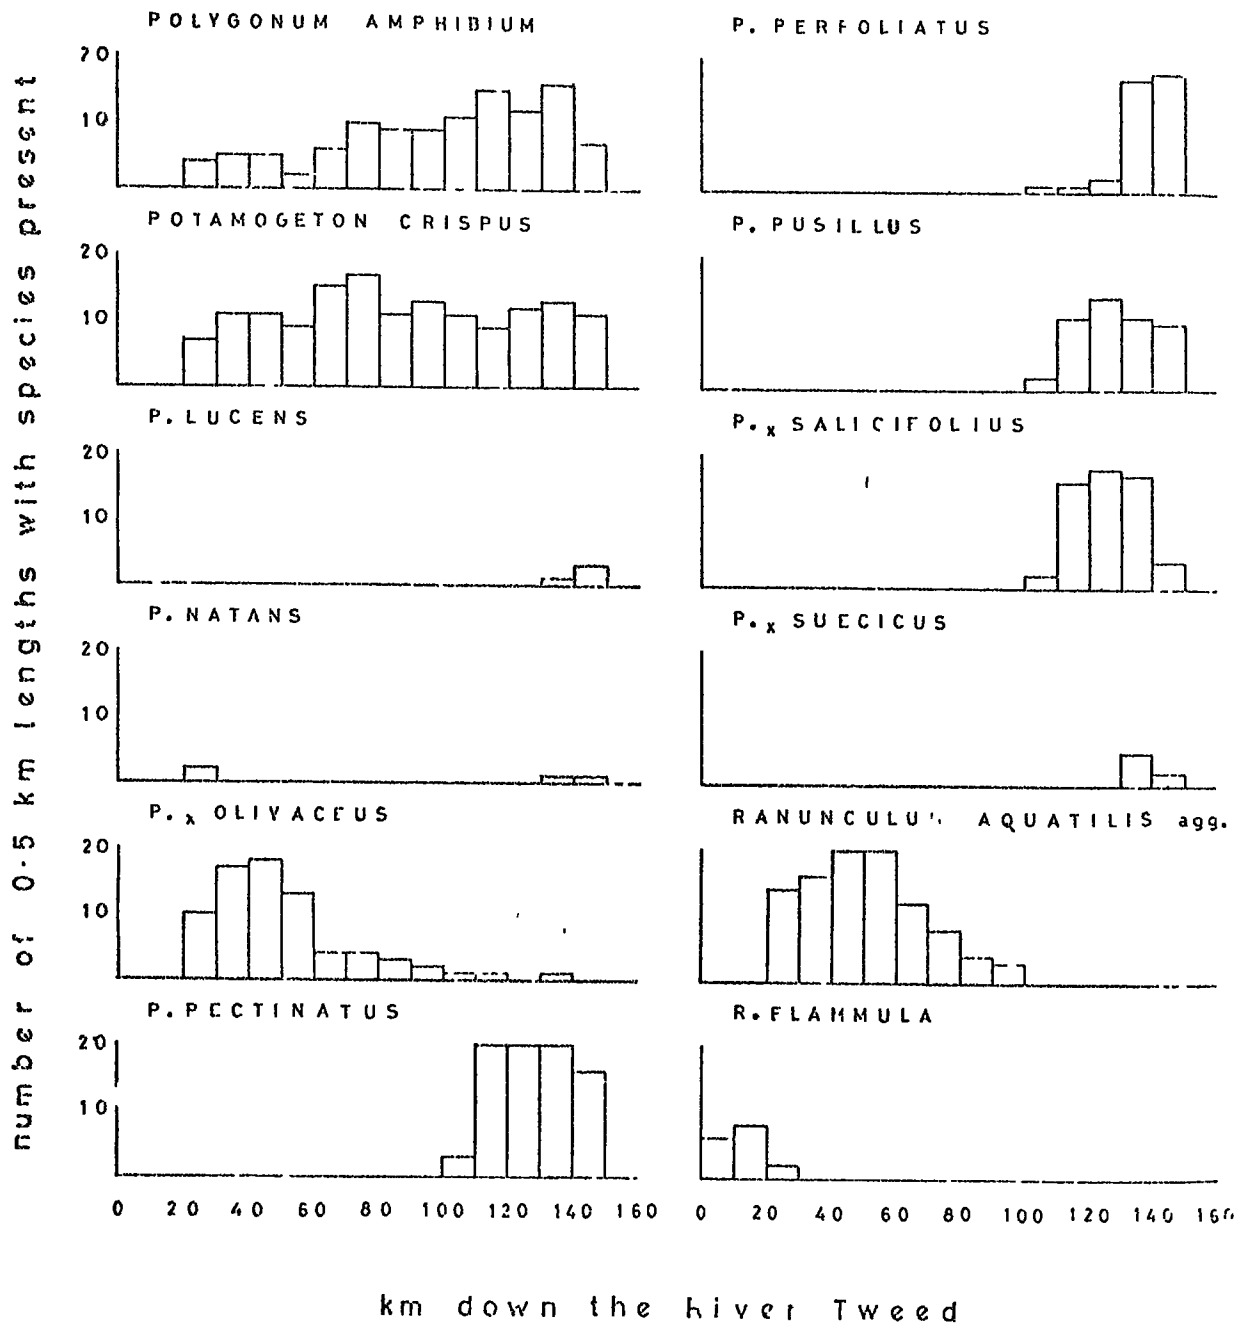 POLYGONUM AMPHIBIUM
20
10
POTAMOGETON CRISPUS
20
10
P. LUCENS
20
10
P. NATANS
20
10
P. x OLIVACEUS
20
10
P. PECTINATUS
20
10
0 20 40 60 80 100 120 140 160
P. PERFOLIATUS
P. PUSILLUS
P. x SALICIFOLIUS
P. x SUECICUS
RANUNCULUS AQUATILIS agg.
R. FLAMMULA
0 20 40 60 80 100 120 140 160
number of 0·5 km lengths with species present
km down the River Tweed